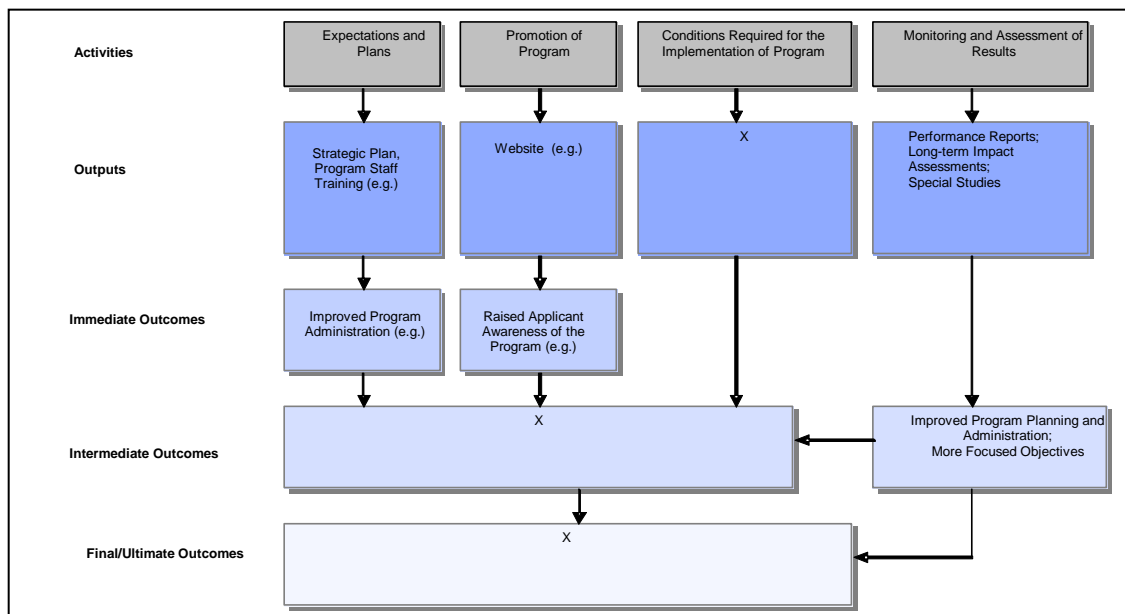 Activities
Expectations and
Plans
Promotion of
Program
Conditions Required for the
Implementation of Program
Monitoring and Assessment of
Results
Outputs
Strategic Plan,
Program Staff
Training (e.g.)
Website (e.g.)
X
Performance Reports;
Long-term Impact
Assessments;
Special Studies
Immediate Outcomes
Improved Program
Administration (e.g.)
Raised Applicant
Awareness of the
Program (e.g.)
Intermediate Outcomes
X
Improved Program Planning and
Administration;
More Focused Objectives
Final/Ultimate Outcomes
X